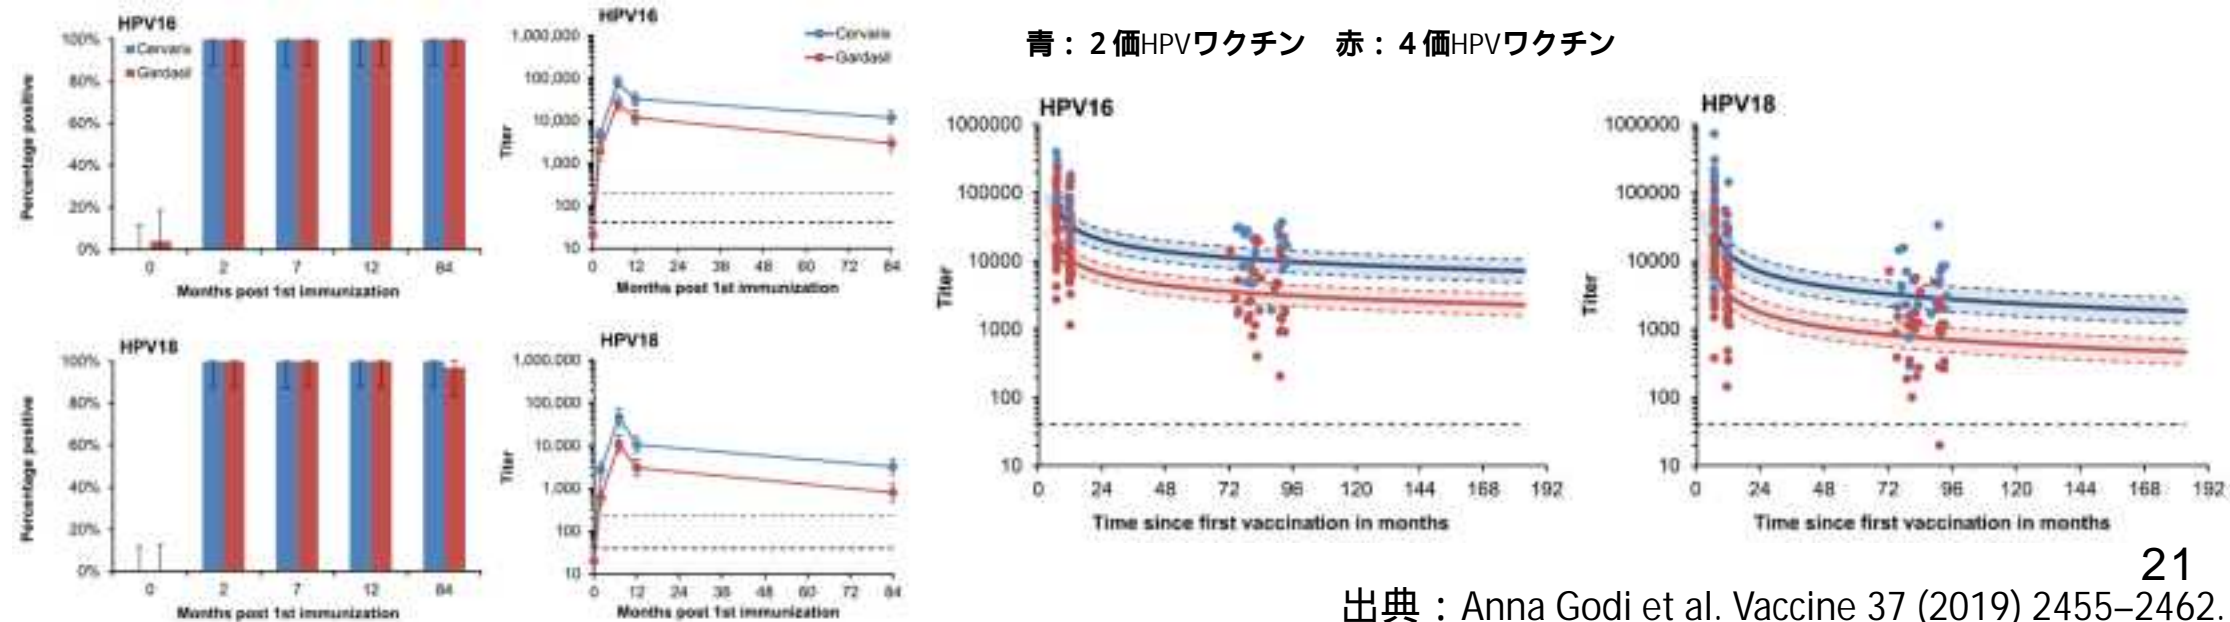 HPV16
Cervarix
Gardasil
Percentage positive
100%
80%
60%
40%
20%
0%
0 2 7 12 84
Months post 1st immunization
HPV16
Cervarix
Gardasil
Titer
1,000,000
100,000
10,000
1,000
100
10
0 12 24 36 48 60 72 84
Months post 1st immunization
青：２価HPVワクチン　赤：４価HPVワクチン
HPV16
Titer
1000000
100000
10000
1000
100
10
0 24 48 72 96 120 144 168 192
Time since first vaccination in months
HPV18
Titer
1000000
100000
10000
1000
100
10
0 24 48 72 96 120 144 168 192
Time since first vaccination in months
HPV18
Percentage positive
100%
80%
60%
40%
20%
0%
0 2 7 12 84
Months post 1st immunization
HPV18
Titer
1,000,000
100,000
10,000
1,000
100
10
0 12 24 36 48 60 72 84
Months post 1st immunization
21
出典：Anna Godi et al. Vaccine 37 (2019) 2455–2462.